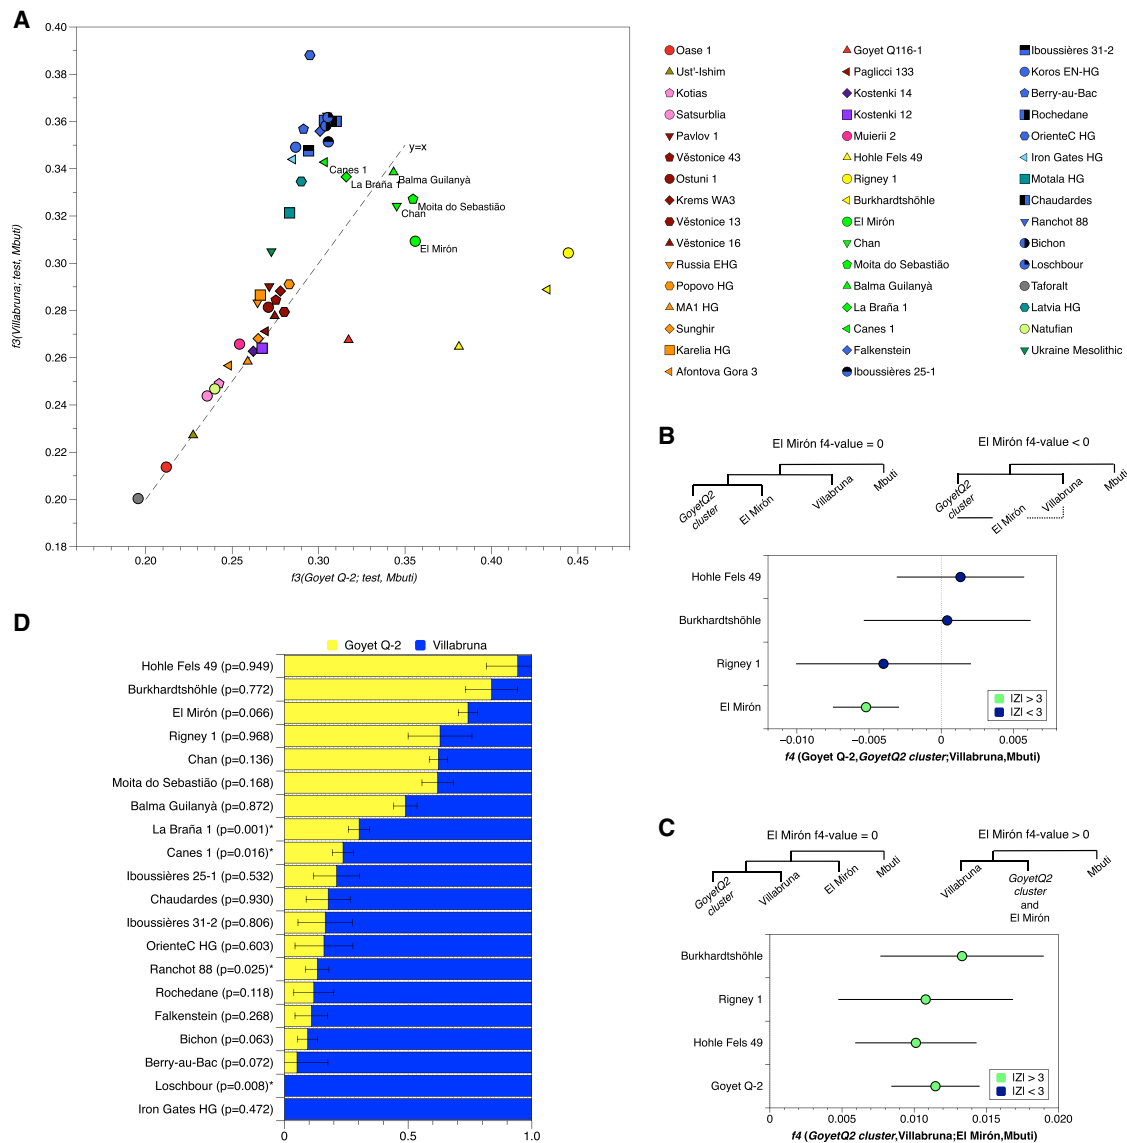 A
0.40
0.38
0.36
0.34
0.32
0.30
0.28
0.26
0.24
0.22
0.20
0.18
f3(Villabruna; test, Mbuti)
0.20
0.25
0.30
0.35
0.40
0.45
f3(Goyet Q-2; test, Mbuti)
y=x
Canes 1
La Braña 1
Balma Guilanyà
Moita do Sebastião
Chan
El Mirón
Oase 1
Ust'-Ishim
Kotias
Satsurblia
Pavlov 1
Věstonice 43
Ostuni 1
Krems WA3
Věstonice 13
Věstonice 16
Russia EHG
Popovo HG
MA1 HG
Sunghir
Karelia HG
Afontova Gora 3
Goyet Q116-1
Paglicci 133
Kostenki 14
Kostenki 12
Muierii 2
Hohle Fels 49
Rigney 1
Burkhardtshöhle
El Mirón
Chan
Moita do Sebastião
Balma Guilanyà
La Braña 1
Canes 1
Falkenstein
Iboussières 25-1
Iboussières 31-2
Koros EN-HG
Berry-au-Bac
Rochedane
OrienteC HG
Iron Gates HG
Motala HG
Chaudardes
Ranchot 88
Bichon
Loschbour
Taforalt
Latvia HG
Natufian
Ukraine Mesolithic
B
El Mirón f4-value = 0
GoyetQ2
cluster
El Mirón
Villabruna
Mbuti
El Mirón f4-value < 0
GoyetQ2
cluster
El Mirón
Villabruna
Mbuti
Hohle Fels 49
Burkhardtshöhle
Rigney 1
El Mirón
|Z| > 3
|Z| < 3
−0.010
−0.005
0
0.005
f4 (Goyet Q-2,GoyetQ2 cluster;Villabruna,Mbuti)
C
El Mirón f4-value = 0
GoyetQ2
cluster
Villabruna
El Mirón
Mbuti
El Mirón f4-value > 0
Villabruna
GoyetQ2
cluster
and
El Mirón
Mbuti
Burkhardtshöhle
Rigney 1
Hohle Fels 49
Goyet Q-2
|Z| > 3
|Z| < 3
0
0.005
0.010
0.015
0.020
f4 (GoyetQ2 cluster,Villabruna;El Mirón,Mbuti)
D
Goyet Q-2 Villabruna
Hohle Fels 49 (p=0.949)
Burkhardtshöhle (p=0.772)
El Mirón (p=0.066)
Rigney 1 (p=0.968)
Chan (p=0.136)
Moita do Sebastião (p=0.168)
Balma Guilanyà (p=0.872)
La Braña 1 (p=0.001)*
Canes 1 (p=0.016)*
Iboussières 25-1 (p=0.532)
Chaudardes (p=0.930)
Iboussières 31-2 (p=0.806)
OrienteC HG (p=0.603)
Ranchot 88 (p=0.025)*
Rochedane (p=0.118)
Falkenstein (p=0.268)
Bichon (p=0.063)
Berry-au-Bac (p=0.072)
Loschbour (p=0.008)*
Iron Gates HG (p=0.472)
0
0.5
1.0